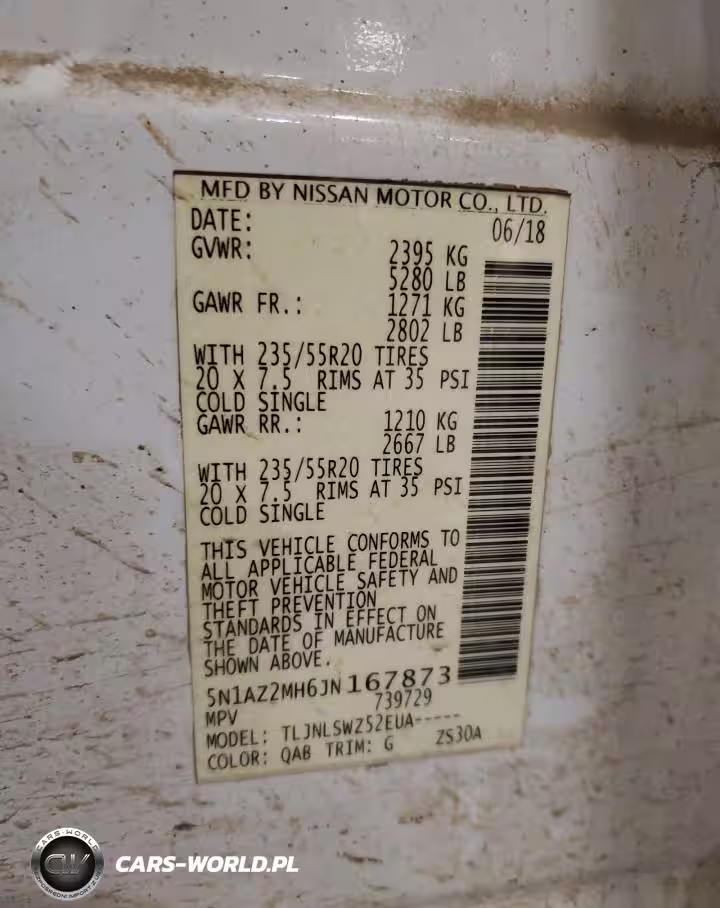 MFD BY NISSAN MOTOR CO., LTD.
DATE: 06/18
GVWR: 2395 KG
5280 LB
GAWR FR.: 1271 KG
2802 LB
WITH 235/55R20 TIRES
20 X 7.5 RIMS AT 35 PSI
COLD SINGLE
GAWR RR.: 1210 KG
2667 LB
WITH 235/55R20 TIRES
20 X 7.5 RIMS AT 35 PSI
COLD SINGLE
THIS VEHICLE CONFORMS TO
ALL APPLICABLE FEDERAL
MOTOR VEHICLE SAFETY AND
THEFT PREVENTION
STANDARDS IN EFFECT ON
THE DATE OF MANUFACTURE
SHOWN ABOVE.
5N1AZ2MH6JN167873
MPV 739729
MODEL: TLJNLSWZ52EUA-----
COLOR: QAB TRIM: G ZS30A
CARS-WORLD
CW
CARS-WORLD.PL